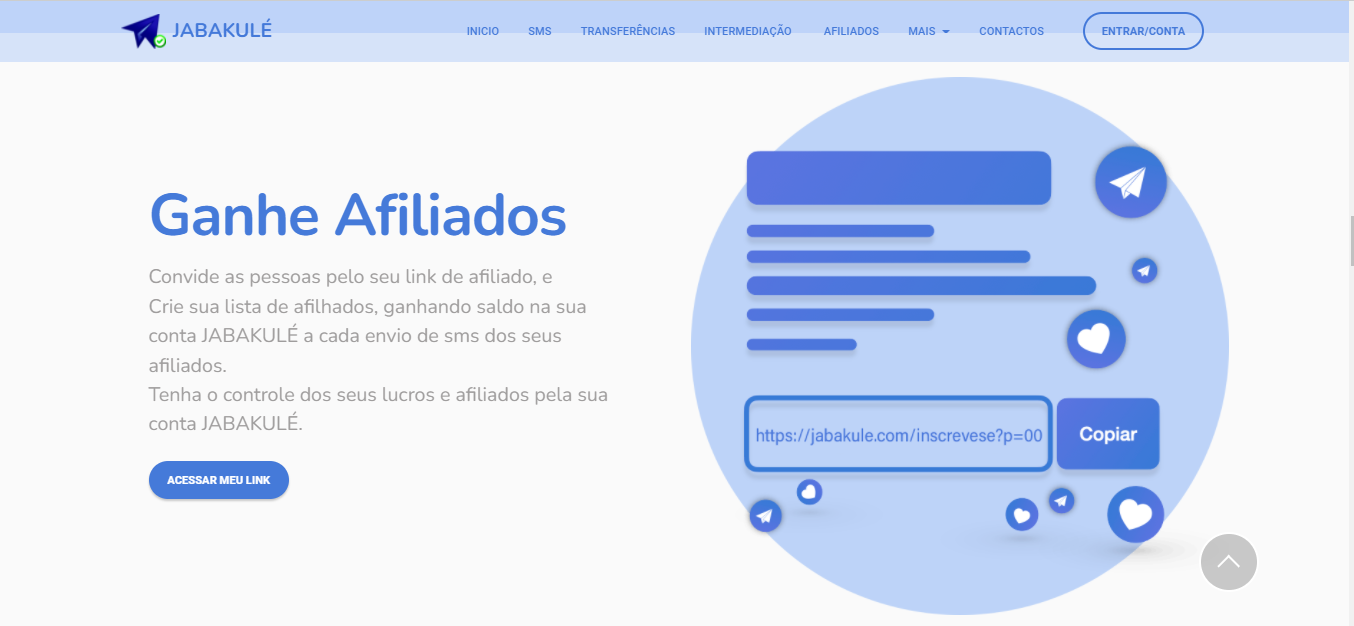 JABAKULÉ
INICIO
SMS
TRANSFERÊNCIAS
INTERMEDIAÇÃO
AFILIADOS
MAIS
CONTACTOS
ENTRAR/CONTA
Ganhe Afiliados
Convide as pessoas pelo seu link de afiliado, e
Crie sua lista de afilhados, ganhando saldo na sua
conta JABAKULÉ a cada envio de sms dos seus
afiliados.
Tenha o controle dos seus lucros e afiliados pela sua
conta JABAKULÉ.
ACESSAR MEU LINK
https://jabakule.com/inscrevese?p=00
Copiar